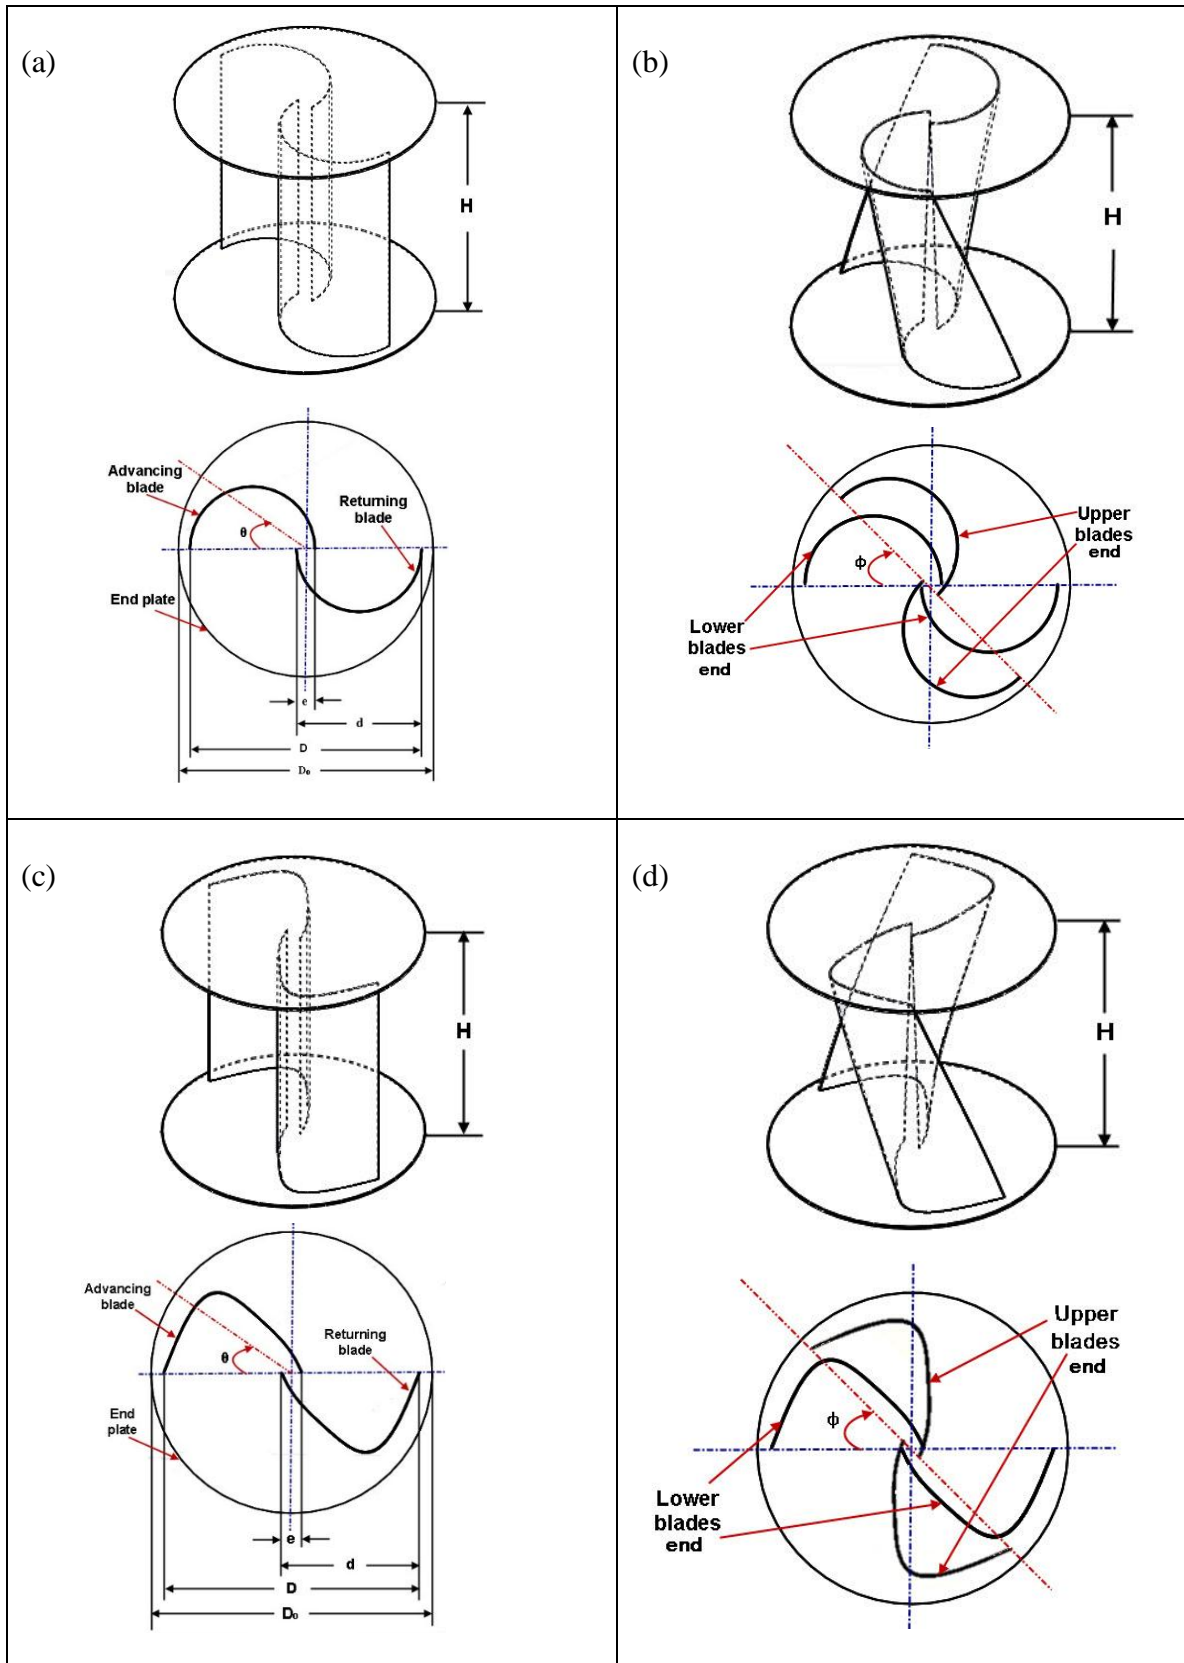 (a)
H
Advancing
blade
Returning
blade
θ
End plate
e
d
D
D₀
(b)
H
Upper
blades
end
ϕ
Lower
blades
end
(c)
H
Advancing
blade
Returning
blade
θ
End
plate
e
d
D
D₀
(d)
H
Upper
blades
end
ϕ
Lower
blades
end